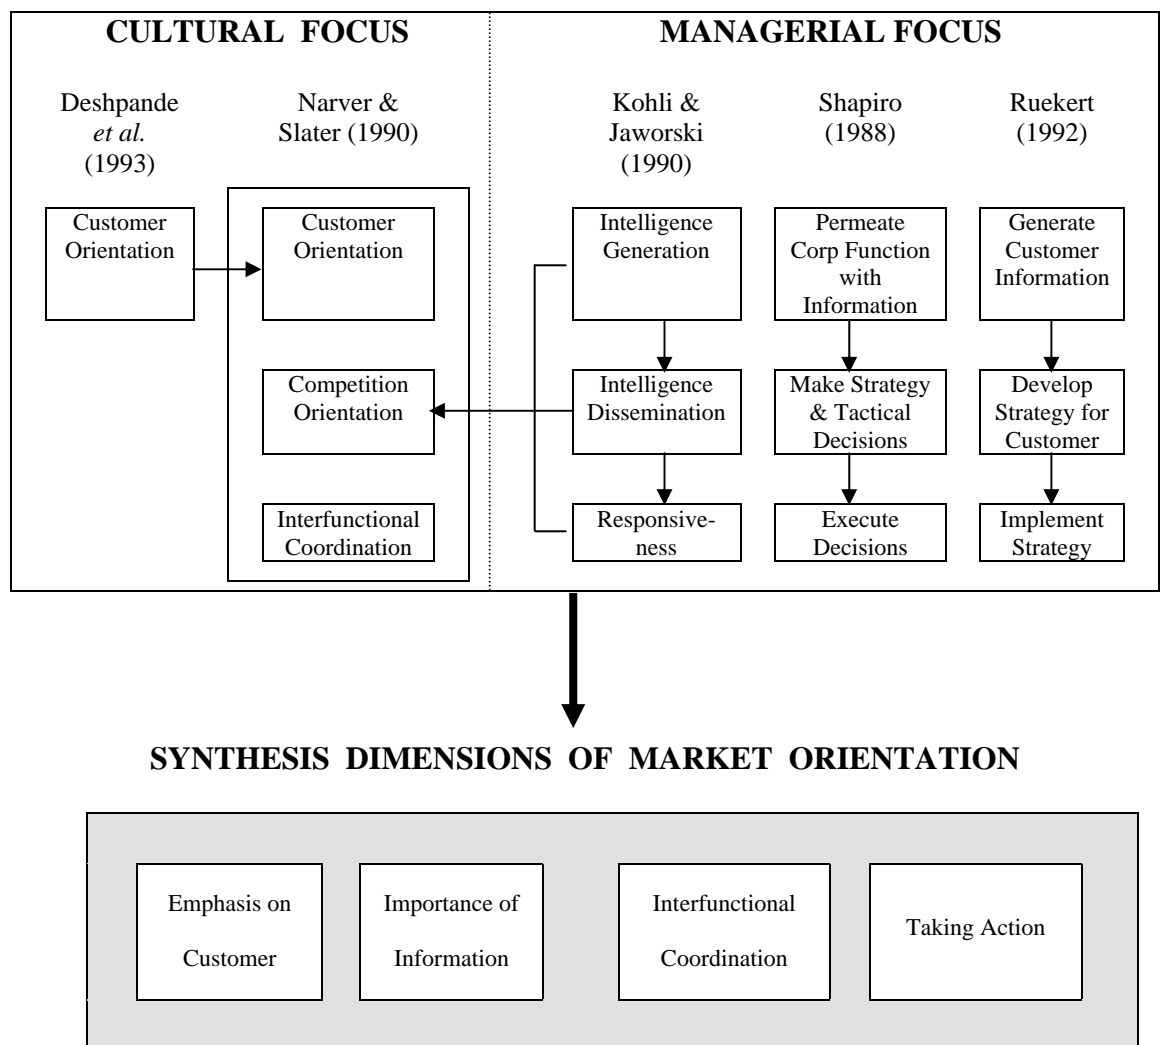 CULTURAL FOCUS
MANAGERIAL FOCUS
Deshpande
et al.
(1993)
Narver &
Slater (1990)
Kohli &
Jaworski
(1990)
Shapiro
(1988)
Ruekert
(1992)
Customer
Orientation
Customer
Orientation
Intelligence
Generation
Permeate
Corp Function
with
Information
Generate
Customer
Information
Competition
Orientation
Intelligence
Dissemination
Make Strategy
& Tactical
Decisions
Develop
Strategy for
Customer
Interfunctional
Coordination
Responsive-
ness
Execute
Decisions
Implement
Strategy
SYNTHESIS DIMENSIONS OF MARKET ORIENTATION
Emphasis on
Customer
Importance of
Information
Interfunctional
Coordination
Taking Action